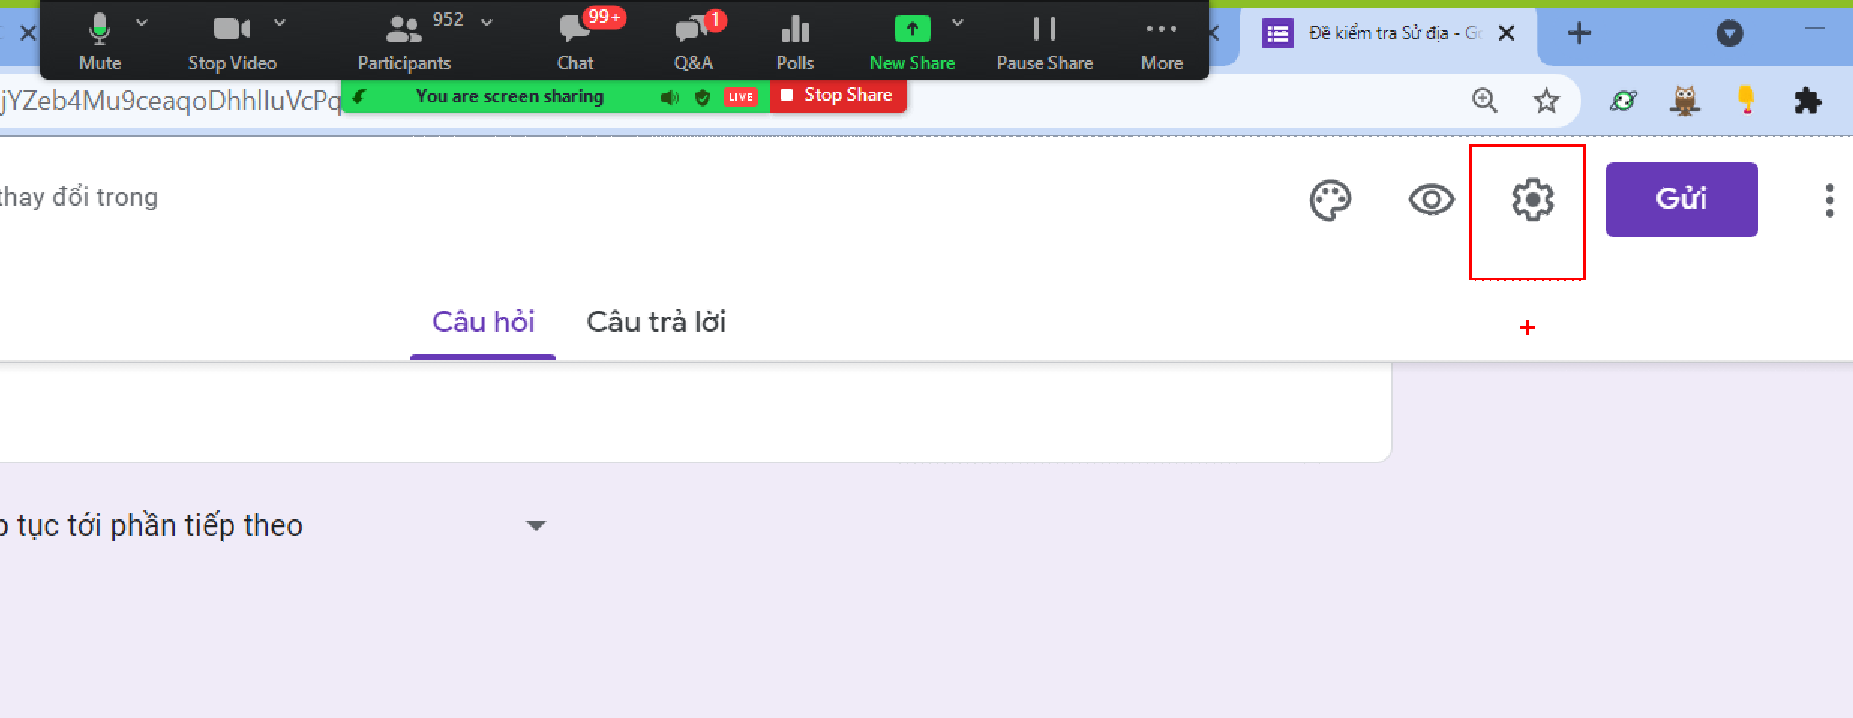 952
99+
1
Mute
Stop Video
Participants
Chat
Q&A
Polls
New Share
Pause Share
More
Đề kiểm tra Sử địa - Go
You are screen sharing
LIVE
Stop Share
thay đổi trong
Gửi
Câu hỏi
Câu trả lời
tục tới phần tiếp theo